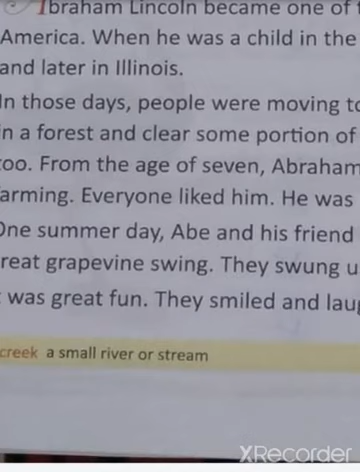 Ibraham Lincoln became one of
America. When he was a child in the
and later in Illinois.
In those days, people were moving to
in a forest and clear some portion of
too. From the age of seven, Abraham
arming. Everyone liked him. He was
One summer day, Abe and his friend
reat grapevine swing. They swung u
was great fun. They smiled and laug
creek a small river or stream
XRecorder